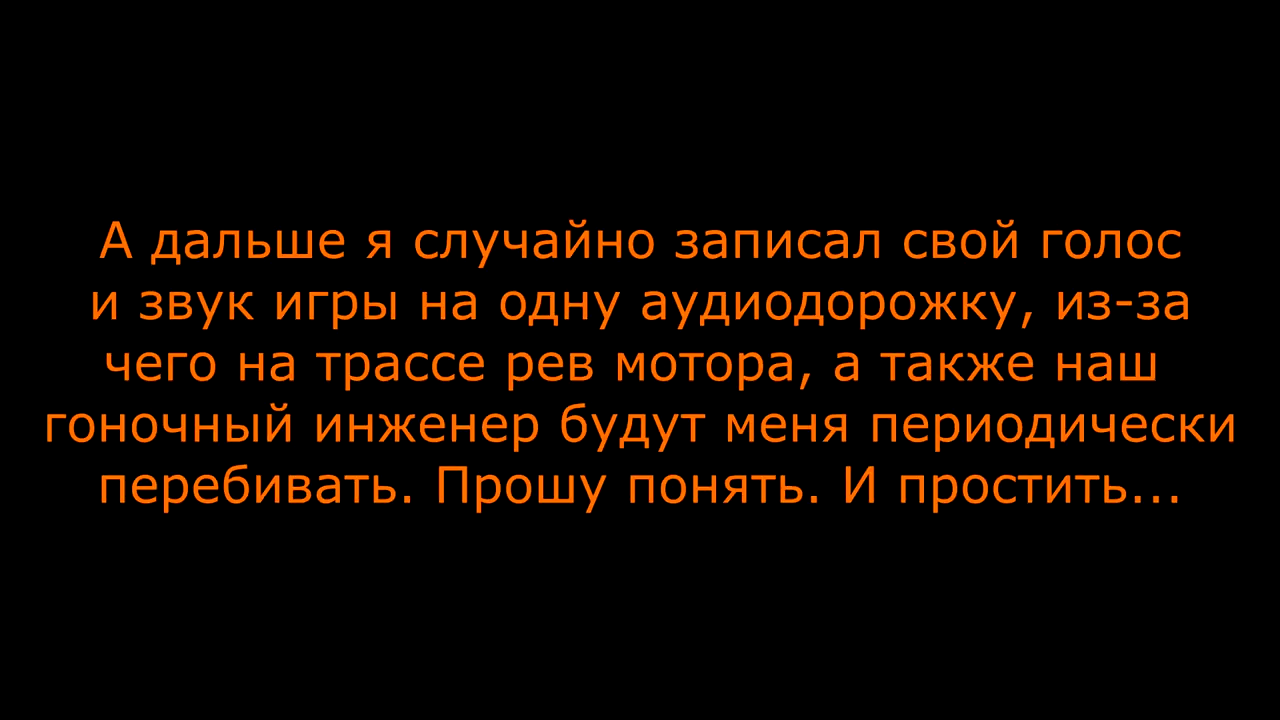 А дальше я случайно записал свой голос
и звук игры на одну аудиодорожку, из-за
чего на трассе рев мотора, а также наш
гоночный инженер будут меня периодически
перебивать. Прошу понять. И простить...